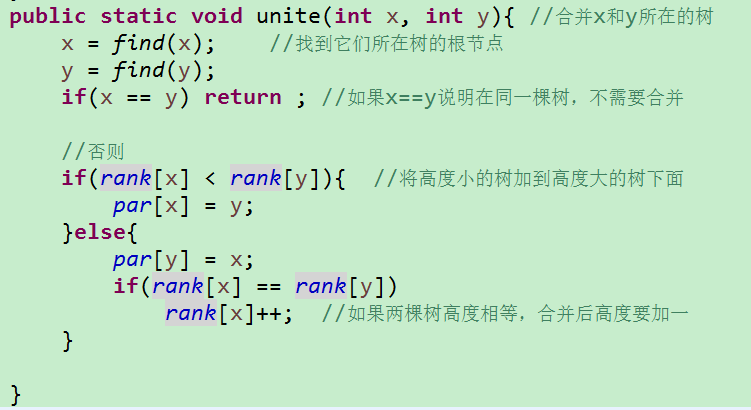 public static void unite(int x, int y){ //合并x和y所在的树
x = find(x); //找到它们所在树的根节点
y = find(y);
if(x == y) return ; //如果x==y说明在同一棵树，不需要合并
//否则
if(rank[x] < rank[y]){ //将高度小的树加到高度大的树下面
par[x] = y;
}else{
par[y] = x;
if(rank[x] == rank[y])
rank[x]++; //如果两棵树高度相等，合并后高度要加一
}
}